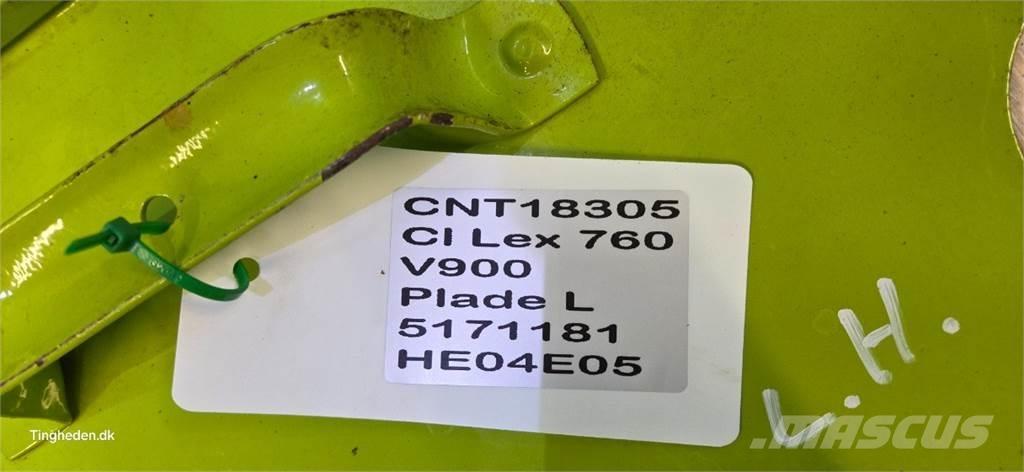 CNT18305
Cl Lex 760
V900
Plade L
5171181
HE04E05
L.H.
Tingheden.dk
MASCUS